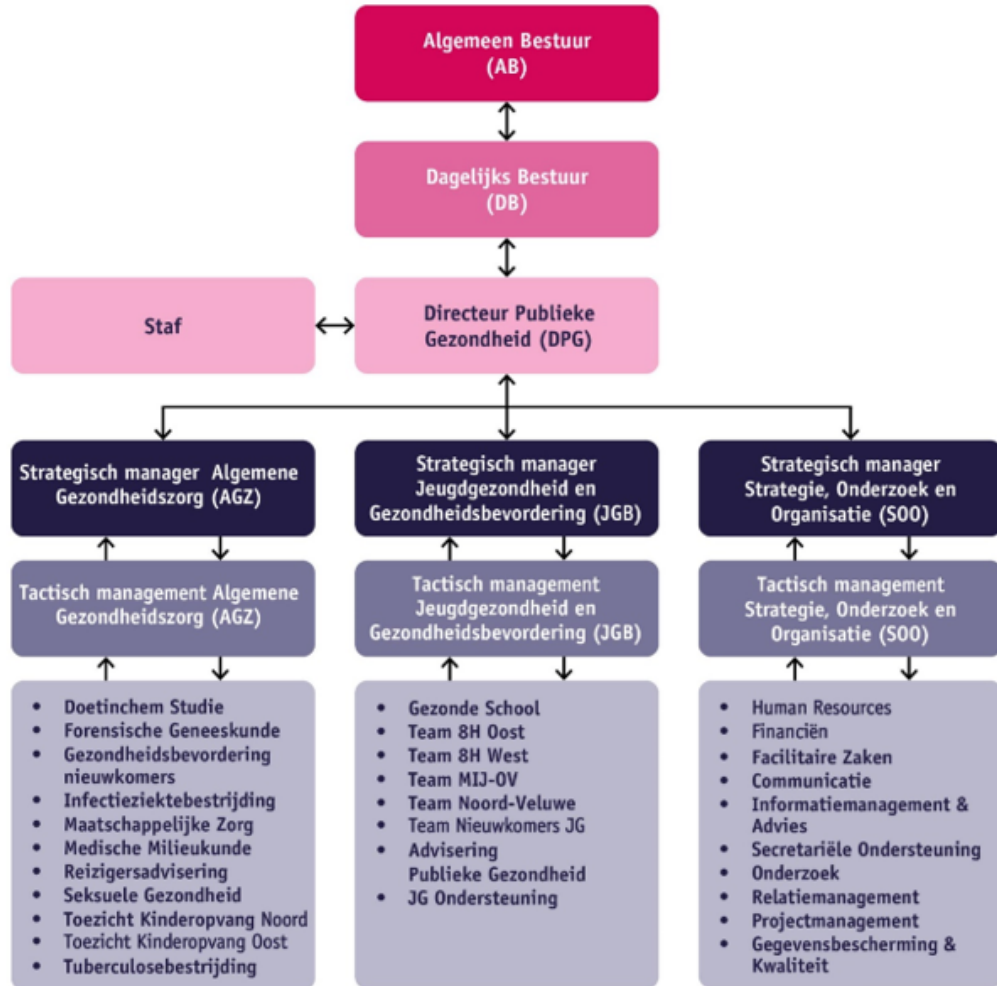 Algemeen Bestuur
(AB)
Dagelijks Bestuur
(DB)
Staf
Directeur Publieke
Gezondheid (DPG)
Strategisch manager Algemene
Gezondheidszorg (AGZ)
Strategisch manager
Jeugdgezondheid en
Gezondheidsbevordering (JGB)
Strategisch manager
Strategie, Onderzoek en
Organisatie (SOO)
Tactisch management Algemene
Gezondheidszorg (AGZ)
Tactisch management
Jeugdgezondheid en
Gezondheidsbevordering (JGB)
Tactisch management
Strategie, Onderzoek en
Organisatie (SOO)
• Doetinchem Studie
• Forensische Geneeskunde
• Gezondheidsbevordering
nieuwkomers
• Infectieziektebestrijding
• Maatschappelijke Zorg
• Medische Milieukunde
• Reizigersadvisering
• Seksuele Gezondheid
• Toezicht Kinderopvang Noord
• Toezicht Kinderopvang Oost
• Tuberculosebestrijding
• Gezonde School
• Team 8H Oost
• Team 8H West
• Team MIJ-OV
• Team Noord-Veluwe
• Team Nieuwkomers JG
• Advisering
Publieke Gezondheid
• JG Ondersteuning
• Human Resources
• Financiën
• Facilitaire Zaken
• Communicatie
• Informatiemanagement &
Advies
• Secretariële Ondersteuning
• Onderzoek
• Relatiemanagement
• Projectmanagement
• Gegevensbescherming &
Kwaliteit